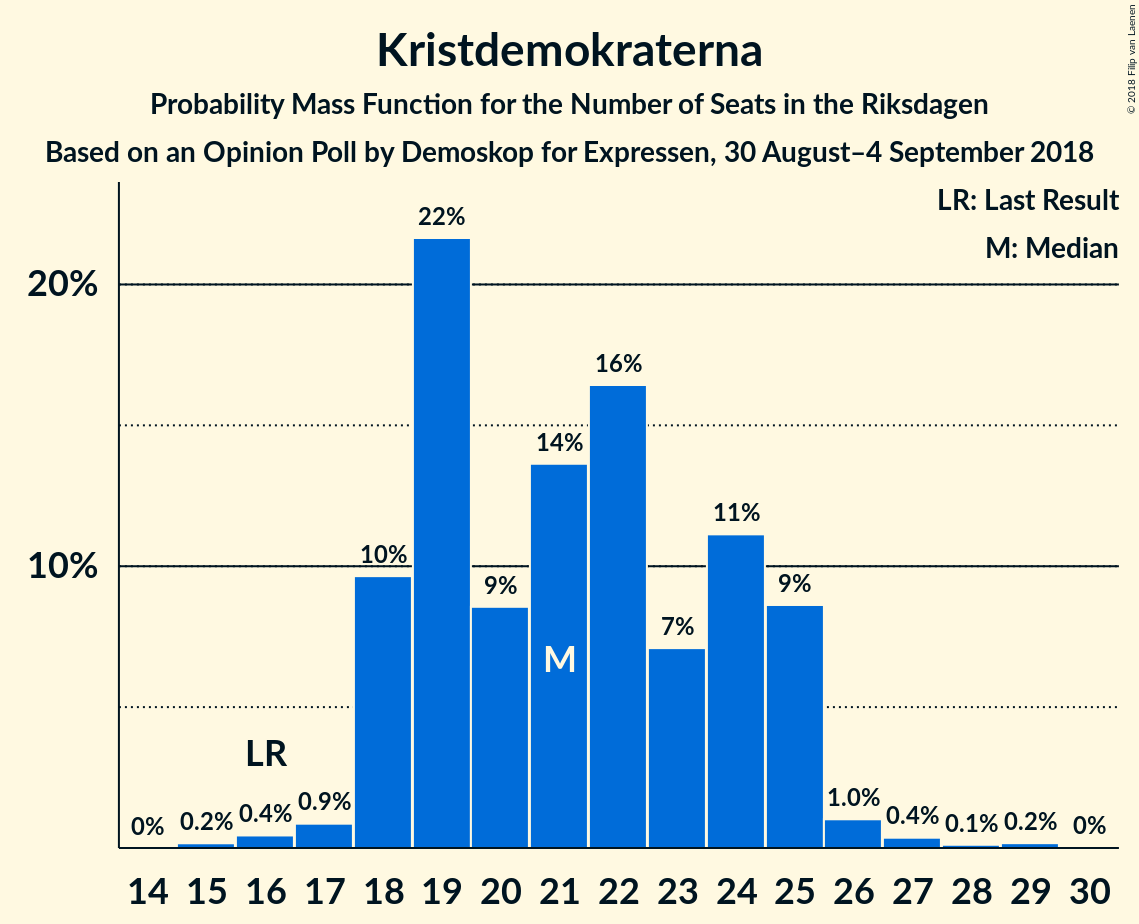 Kristdemokraterna
Probability Mass Function for the Number of Seats in the Riksdagen
Based on an Opinion Poll by Demoskop for Expressen, 30 August–4 September 2018
© 2018 Filip van Laenen
LR: Last Result
M: Median
22%
20%
16%
14%
11%
10%
10%
9%
9%
7%
M
LR
0%
0.2%
0.4%
0.9%
1.0%
0.4%
0.1%
0.2%
0%
14 15 16 17 18 19 20 21 22 23 24 25 26 27 28 29 30